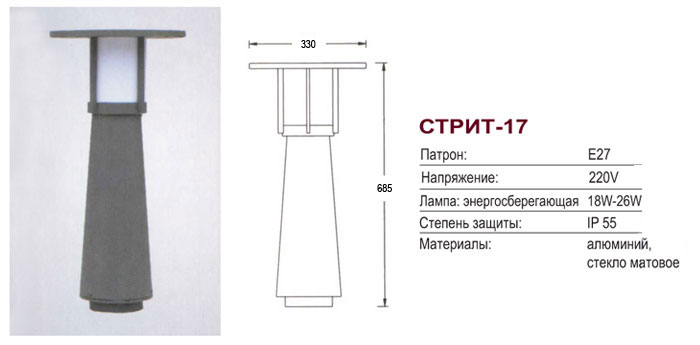 330
685
СТРИТ-17
Патрон: E27
Напряжение: 220V
Лампа: энергосберегающая 18W-26W
Степень защиты: IP 55
Материалы: алюминий,
стекло матовое